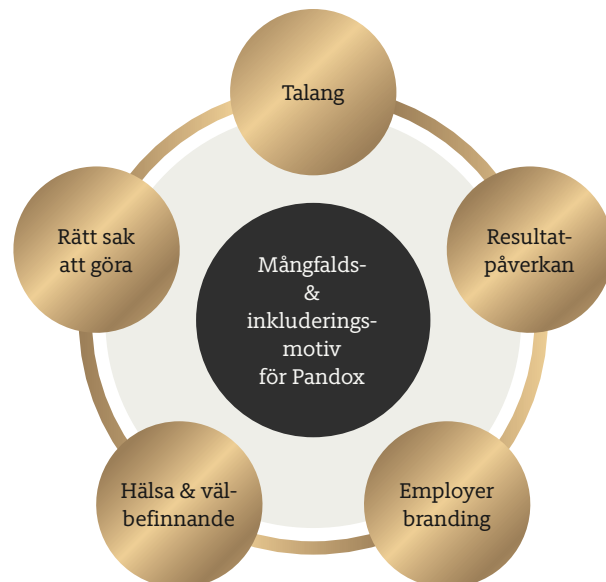 Talang
Rätt sak
att göra
Resultat-
påverkan
Mångfalds-
&
inkluderings-
motiv
för Pandox
Hälsa & väl-
befinnande
Employer
branding